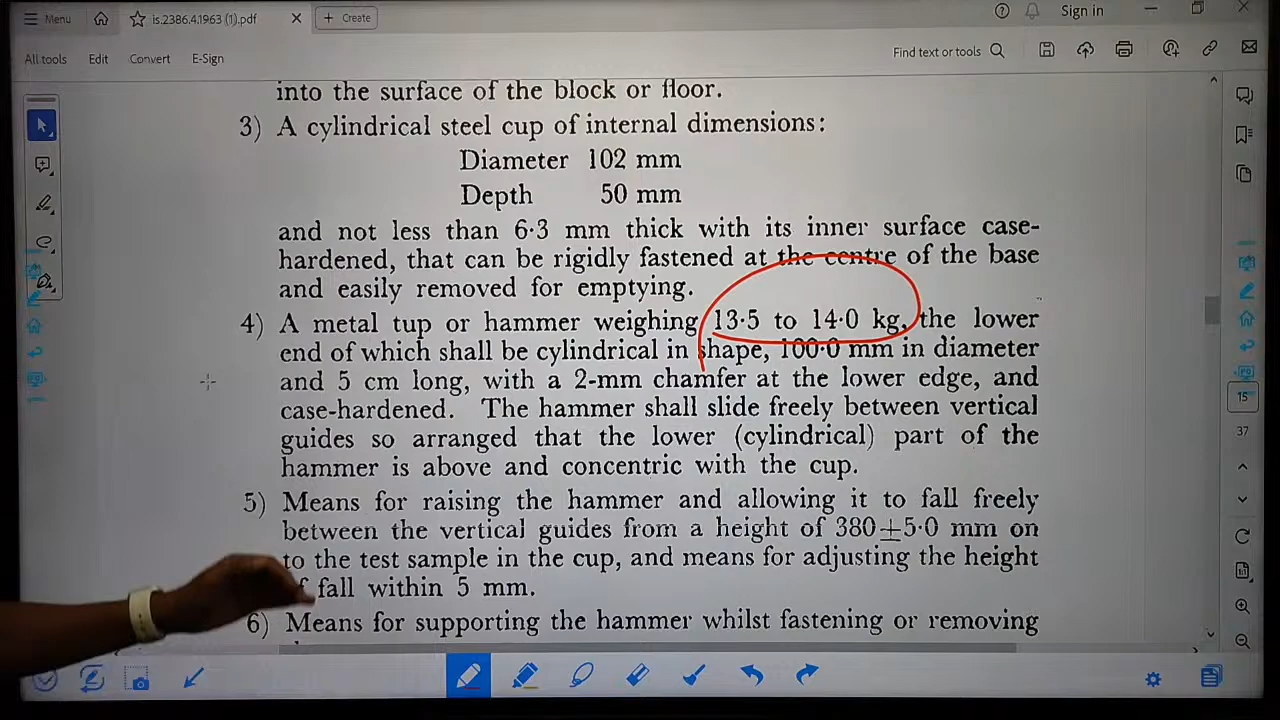 Menu
is.2386.4.1963 (1).pdf
Create
Sign in
All tools
Edit
Convert
E-Sign
Find text or tools
into the surface of the block or floor.
3) A cylindrical steel cup of internal dimensions:
Diameter 102 mm
Depth 50 mm
and not less than 6·3 mm thick with its inner surface case-
hardened, that can be rigidly fastened at the centre of the base
and easily removed for emptying.
4) A metal tup or hammer weighing 13·5 to 14·0 kg, the lower
end of which shall be cylindrical in shape, 100·0 mm in diameter
and 5 cm long, with a 2-mm chamfer at the lower edge, and
case-hardened. The hammer shall slide freely between vertical
guides so arranged that the lower (cylindrical) part of the
hammer is above and concentric with the cup.
5) Means for raising the hammer and allowing it to fall freely
between the vertical guides from a height of 380±5·0 mm on
to the test sample in the cup, and means for adjusting the height
fall within 5 mm.
6) Means for supporting the hammer whilst fastening or removing
15
37